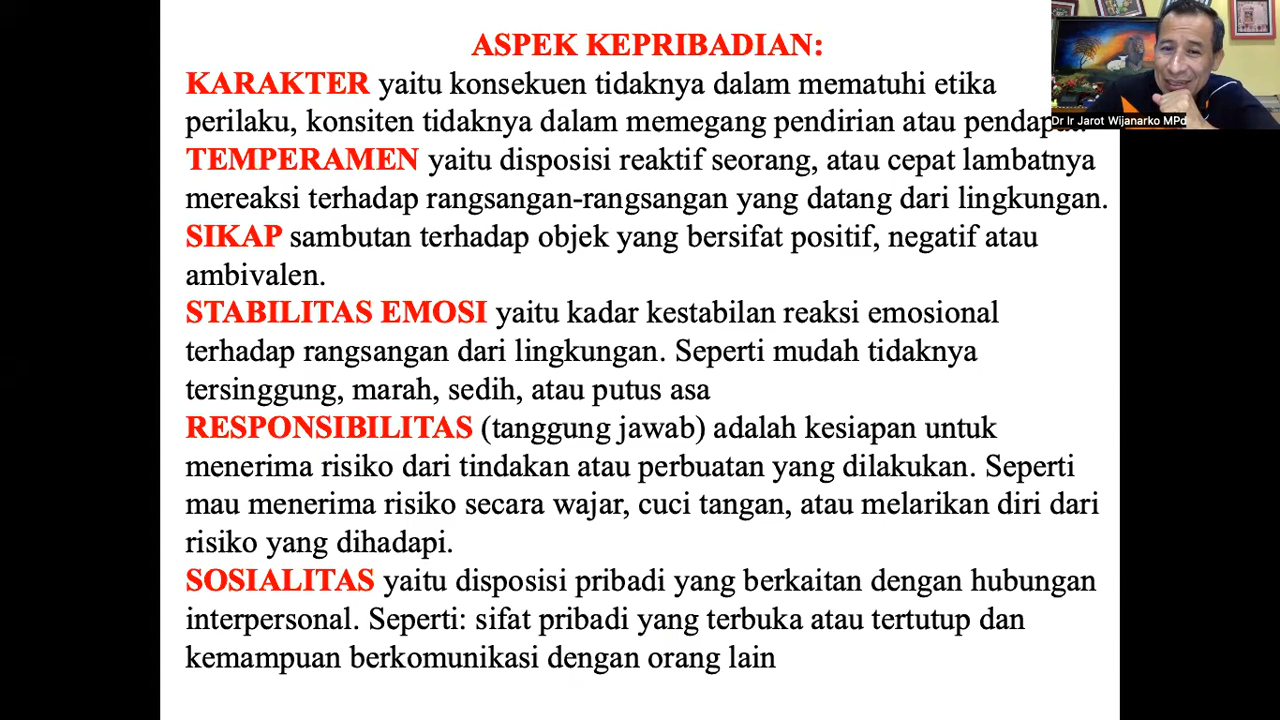 ASPEK KEPRIBADIAN:
KARAKTER yaitu konsekuen tidaknya dalam mematuhi etika
perilaku, konsiten tidaknya dalam memegang pendirian atau
TEMPERAMEN yaitu disposisi reaktif seorang, atau cepat lambatnya
mereaksi terhadap rangsangan-rangsangan yang datang dari lingkungan.
SIKAP sambutan terhadap objek yang bersifat positif, negatif atau
ambivalen.
STABILITAS EMOSI yaitu kadar kestabilan reaksi emosional
terhadap rangsangan dari lingkungan. Seperti mudah tidaknya
tersinggung, marah, sedih, atau putus asa
RESPONSIBILITAS (tanggung jawab) adalah kesiapan untuk
menerima risiko dari tindakan atau perbuatan yang dilakukan. Seperti
mau menerima risiko secara wajar, cuci tangan, atau melarikan diri dari
risiko yang dihadapi.
SOSIALITAS yaitu disposisi pribadi yang berkaitan dengan hubungan
interpersonal. Seperti: sifat pribadi yang terbuka atau tertutup dan
kemampuan berkomunikasi dengan orang lain
Dr Ir Jarot Wijanarko MPd